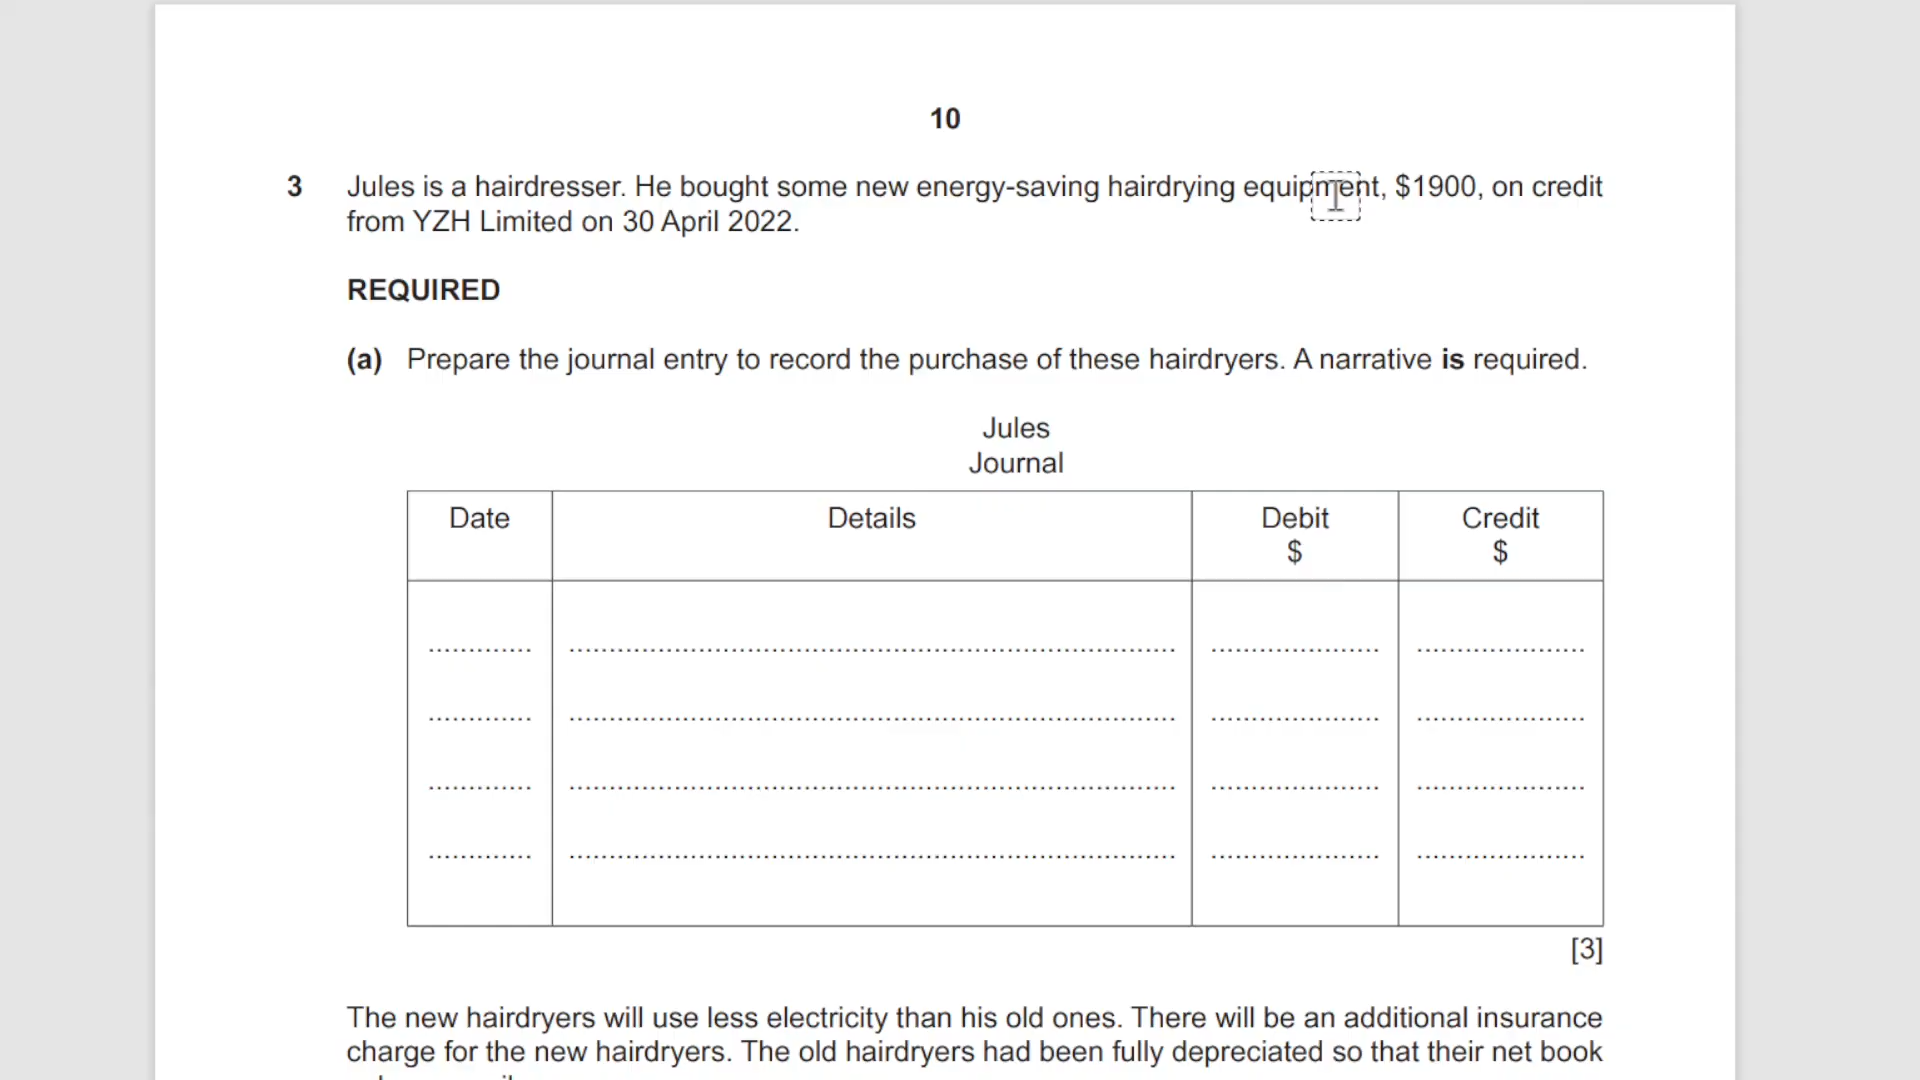 10
3 Jules is a hairdresser. He bought some new energy-saving hairdrying equipment, $1900, on credit
from YZH Limited on 30 April 2022.
REQUIRED
(a) Prepare the journal entry to record the purchase of these hairdryers. A narrative is required.
Jules
Journal
Date Details Debit Credit
$ $
............. ............................................................................ ..................... .....................
............. ............................................................................ ..................... .....................
............. ............................................................................ ..................... .....................
............. ............................................................................ ..................... .....................
[3]
The new hairdryers will use less electricity than his old ones. There will be an additional insurance
charge for the new hairdryers. The old hairdryers had been fully depreciated so that their net book